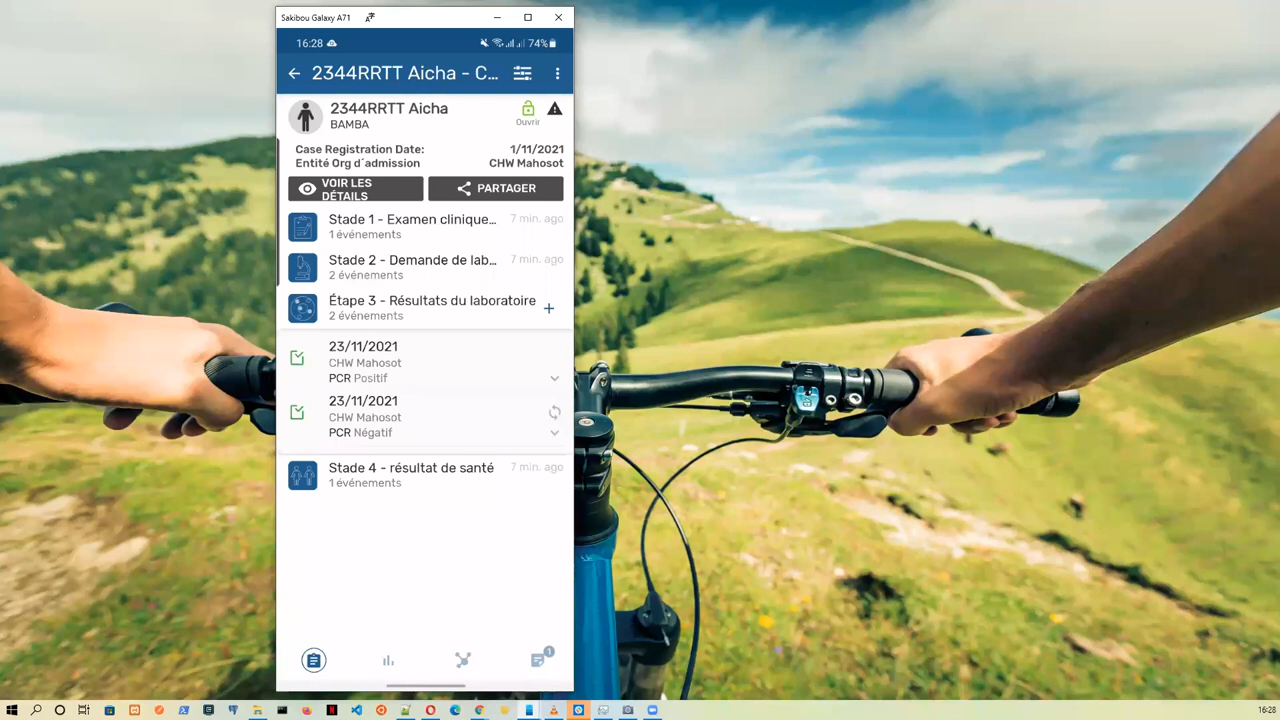 Sakibou Galaxy A71
16:28
74%
2344RRTT Aicha - C...
2344RRTT Aicha
BAMBA
Ouvrir
Case Registration Date:
1/11/2021
Entité Org d´admission
CHW Mahosot
VOIR LES
DÉTAILS
PARTAGER
Stade 1 - Examen clinique...
7 min. ago
1 événements
Stade 2 - Demande de lab...
7 min. ago
2 événements
Étape 3 - Résultats du laboratoire
2 événements
+
23/11/2021
CHW Mahosot
PCR Positif
23/11/2021
CHW Mahosot
PCR Négatif
Stade 4 - résultat de santé
7 min. ago
1 événements
1
16:28